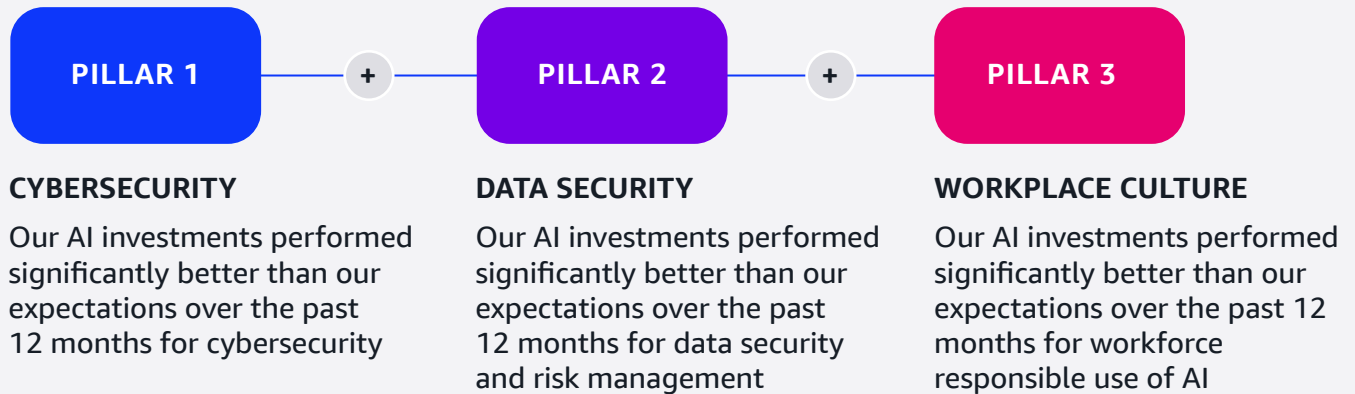 PILLAR 1
+
PILLAR 2
+
PILLAR 3
CYBERSECURITY
Our AI investments performed
significantly better than our
expectations over the past
12 months for cybersecurity
DATA SECURITY
Our AI investments performed
significantly better than our
expectations over the past
12 months for data security
and risk management
WORKPLACE CULTURE
Our AI investments performed
significantly better than our
expectations over the past 12
months for workforce
responsible use of AI